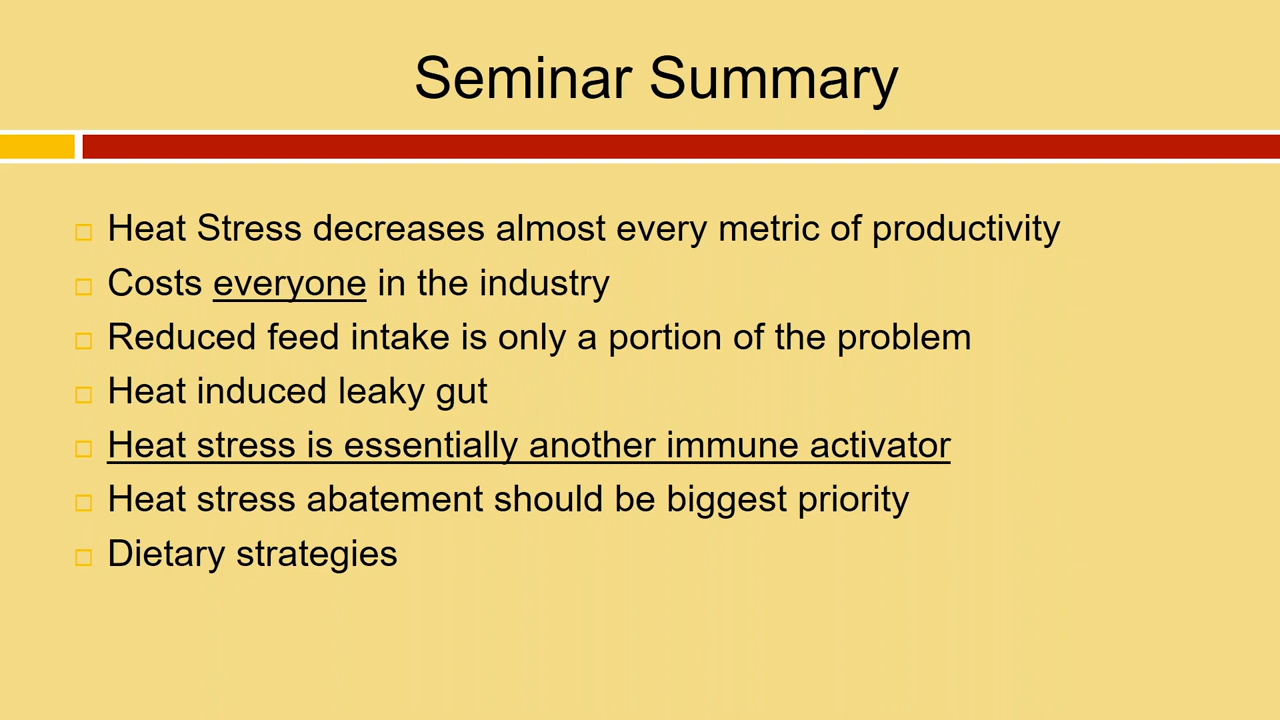 Seminar Summary
Heat Stress decreases almost every metric of productivity
Costs everyone in the industry
Reduced feed intake is only a portion of the problem
Heat induced leaky gut
Heat stress is essentially another immune activator
Heat stress abatement should be biggest priority
Dietary strategies